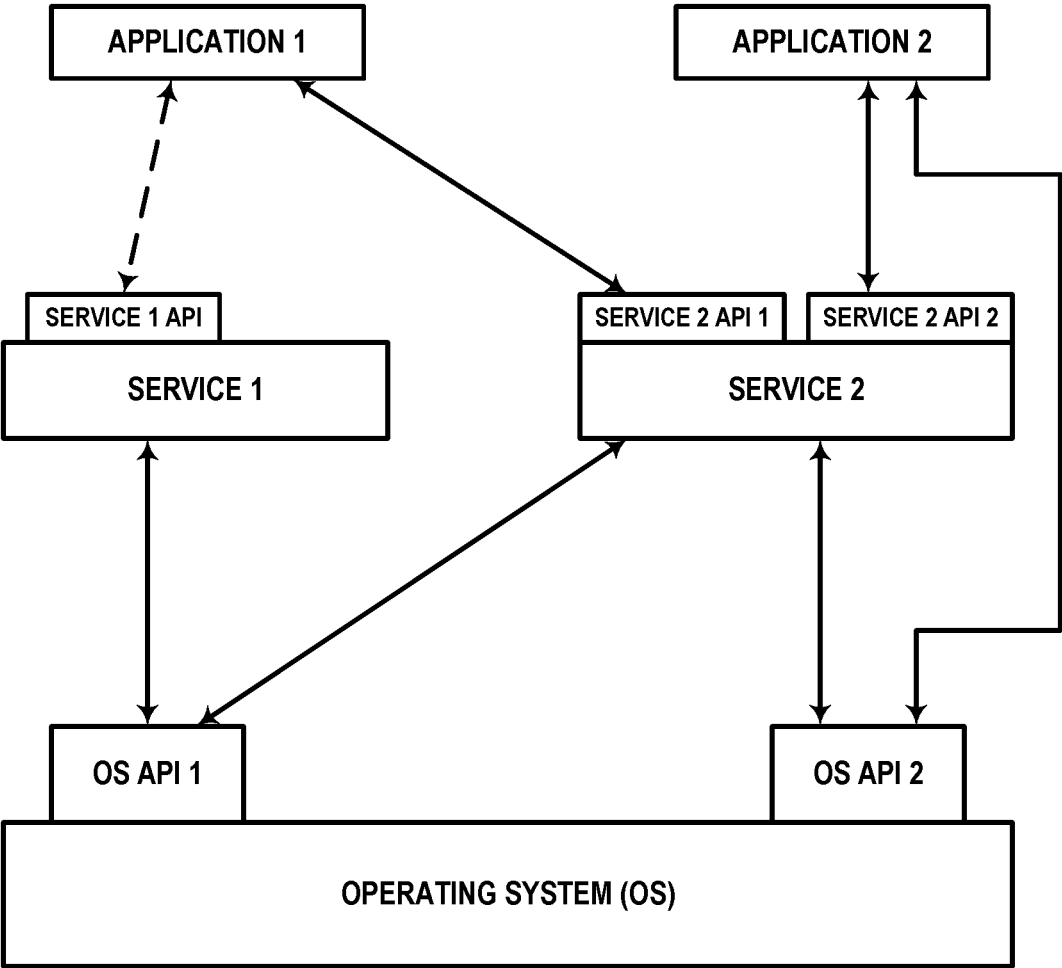 APPLICATION 1
APPLICATION 2
SERVICE 1 API
SERVICE 2 API 1
SERVICE 2 API 2
SERVICE 1
SERVICE 2
OS API 1
OS API 2
OPERATING SYSTEM (OS)